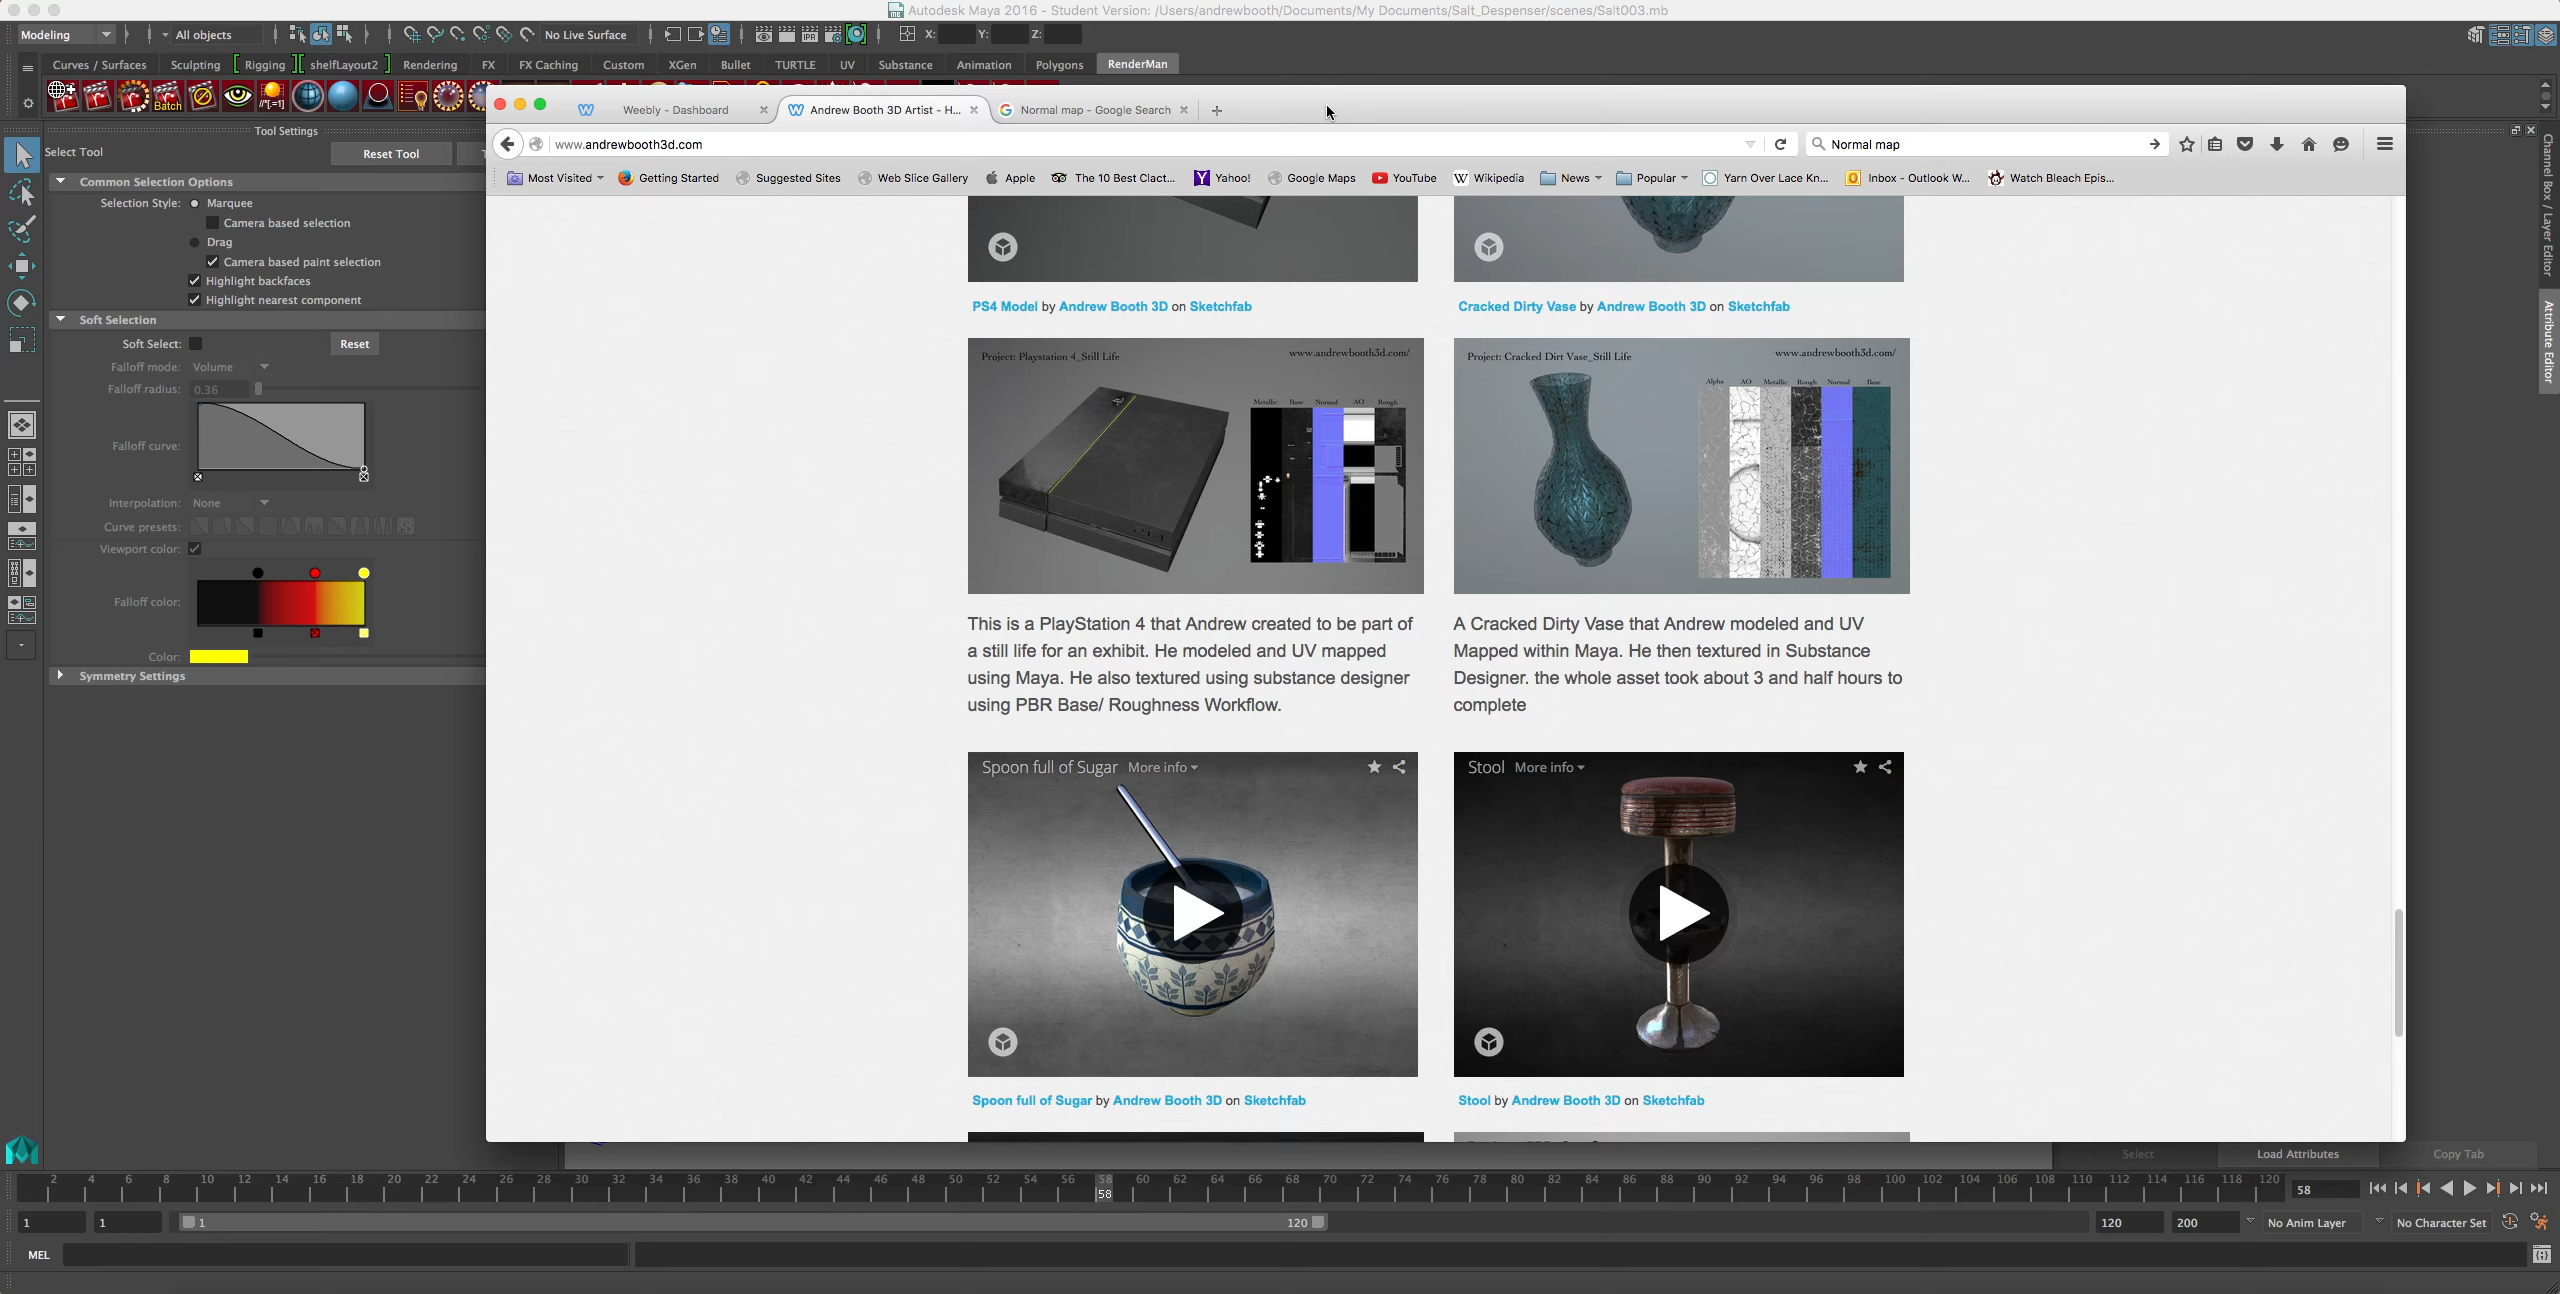 Autodesk Maya 2016 - Student Version: /Users/andrewbooth/Documents/My Documents/Salt_Despenser/scenes/Salt003.mb
Modeling All objects No Live Surface X: Y: Z:
Curves / Surfaces Sculpting Rigging shelfLayout2 Rendering FX FX Caching Custom XGen Bullet TURTLE UV Substance Animation Polygons RenderMan
Batch
Weebly - Dashboard Andrew Booth 3D Artist - H... Normal map - Google Search
www.andrewbooth3d.com Normal map
Most Visited Getting Started Suggested Sites Web Slice Gallery Apple The 10 Best Clact... Yahoo! Google Maps YouTube Wikipedia News Popular Yarn Over Lace Kn... Inbox - Outlook W... Watch Bleach Epis...
Tool Settings
Select Tool
Reset Tool
Common Selection Options
Selection Style: Marquee
Camera based selection
Drag
Camera based paint selection
Highlight backfaces
Highlight nearest component
Soft Selection
Soft Select: Reset
Falloff mode: Volume
Falloff radius: 0.36
Falloff curve:
Interpolation: None
Curve presets:
Viewport color:
Falloff color:
Color:
Symmetry Settings
PS4 Model by Andrew Booth 3D on Sketchfab
Cracked Dirty Vase by Andrew Booth 3D on Sketchfab
Project: Playstation 4_Still Life www.andrewbooth3d.com/
Metallic Base Normal AO Rough
Project: Cracked Dirt Vase_Still Life www.andrewbooth3d.com/
Alpha AO Metallic Rough Normal Base
This is a PlayStation 4 that Andrew created to be part of
a still life for an exhibit. He modeled and UV mapped
using Maya. He also textured using substance designer
using PBR Base/ Roughness Workflow.
A Cracked Dirty Vase that Andrew modeled and UV
Mapped within Maya. He then textured in Substance
Designer. the whole asset took about 3 and half hours to
complete
Spoon full of Sugar More info
Stool More info
Spoon full of Sugar by Andrew Booth 3D on Sketchfab
Stool by Andrew Booth 3D on Sketchfab
Channel Box / Layer Editor
Attribute Editor
Select Load Attributes Copy Tab
2 4 6 8 10 12 14 16 18 20 22 24 26 28 30 32 34 36 38 40 42 44 46 48 50 52 54 56 58 60 62 64 66 68 70 72 74 76 78 80 82 84 86 88 90 92 94 96 98 100 102 104 106 108 110 112 114 116 118 120
58 58
1 1 1 120 120 200 No Anim Layer No Character Set
MEL